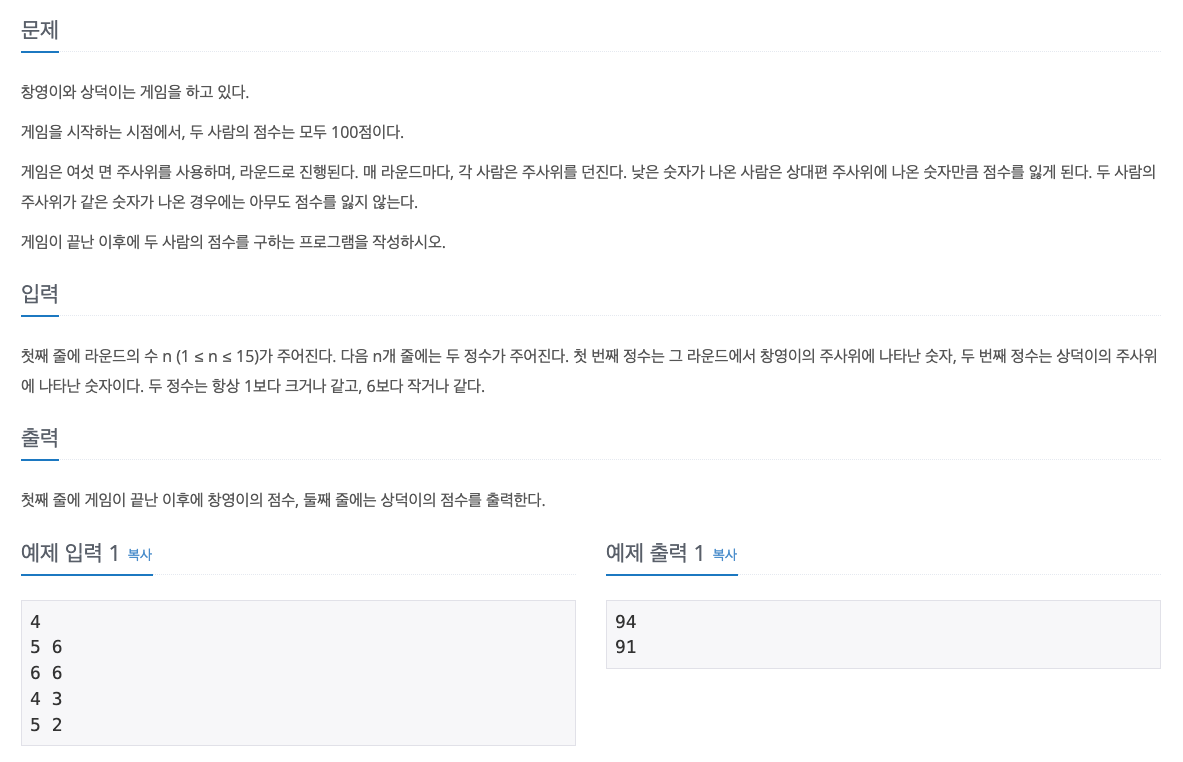 문제
창영이와 상덕이는 게임을 하고 있다.
게임을 시작하는 시점에서, 두 사람의 점수는 모두 100점이다.
게임은 여섯 면 주사위를 사용하며, 라운드로 진행된다. 매 라운드마다, 각 사람은 주사위를 던진다. 낮은 숫자가 나온 사람은 상대편 주사위에 나온 숫자만큼 점수를 잃게 된다. 두 사람의
주사위가 같은 숫자가 나온 경우에는 아무도 점수를 잃지 않는다.
게임이 끝난 이후에 두 사람의 점수를 구하는 프로그램을 작성하시오.
입력
첫째 줄에 라운드의 수 n (1 ≤ n ≤ 15)가 주어진다. 다음 n개 줄에는 두 정수가 주어진다. 첫 번째 정수는 그 라운드에서 창영이의 주사위에 나타난 숫자, 두 번째 정수는 상덕이의 주사위
에 나타난 숫자이다. 두 정수는 항상 1보다 크거나 같고, 6보다 작거나 같다.
출력
첫째 줄에 게임이 끝난 이후에 창영이의 점수, 둘째 줄에는 상덕이의 점수를 출력한다.
예제 입력 1 복사
4
5 6
6 6
4 3
5 2
예제 출력 1 복사
94
91